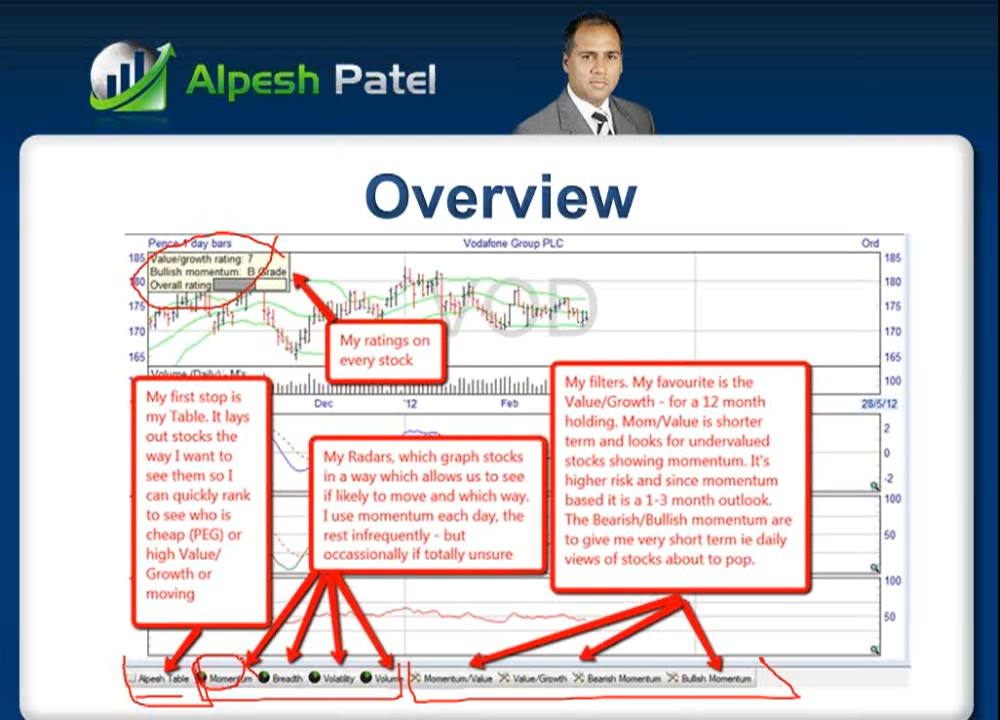 Alpesh Patel
Overview
Pence 1 day bars
Vodafone Group PLC
Ord
185
Value/growth rating: 7
Bullish momentum: B Grade
Overall rating
180
175
170
165
185
180
175
170
165
VOD
My ratings on
every stock
Volume (Daily) - M's
100
Dec
'12
Feb
28/5/12
My first stop is
my Table. It lays
out stocks the
way I want to
see them so I
can quickly rank
to see who is
cheap (PEG) or
high Value/
Growth or
moving
My Radars, which graph stocks
in a way which allows us to see
if likely to move and which way.
I use momentum each day, the
rest infrequently - but
occassionally if totally unsure
My filters. My favourite is the
Value/Growth - for a 12 month
holding. Mom/Value is shorter
term and looks for undervalued
stocks showing momentum. It's
higher risk and since momentum
based it is a 1-3 month outlook.
The Bearish/Bullish momentum are
to give me very short term ie daily
views of stocks about to pop.
2
0
-2
100
50
100
50
Alpesh Table
Momentum
Breadth
Volatility
Volume
Momentum/Value
Value/Growth
Bearish Momentum
Bullish Momentum